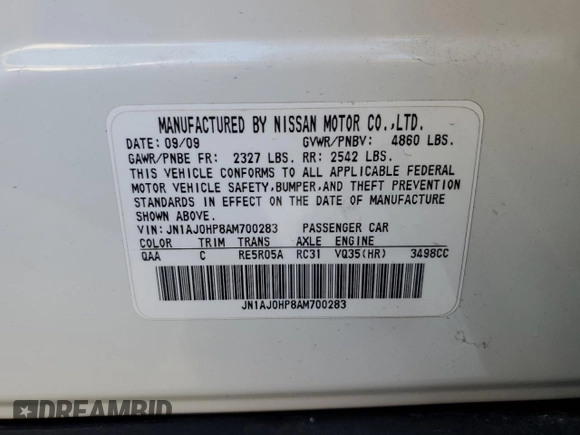 MANUFACTURED BY NISSAN MOTOR CO.,LTD.
DATE: 09/09 GVWR/PNBV: 4860 LBS.
GAWR/PNBE FR: 2327 LBS. RR: 2542 LBS.
THIS VEHICLE CONFORMS TO ALL APPLICABLE FEDERAL
MOTOR VEHICLE SAFETY,BUMPER,AND THEFT PREVENTION
STANDARDS IN EFFECT ON THE DATE OF MANUFACTURE
SHOWN ABOVE.
VIN: JN1AJ0HP8AM700283 PASSENGER CAR
COLOR TRIM TRANS AXLE ENGINE
QAA C RE5R05A RC31 VQ35(HR) 3498CC
JN1AJ0HP8AM700283
DREAMBID